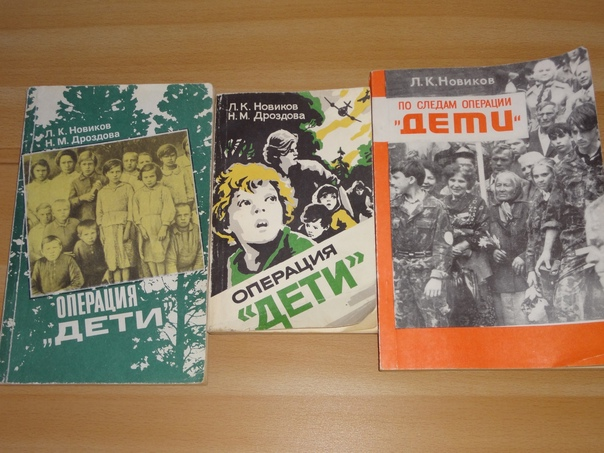 Л. К. Новиков
Н. М. Дроздова
ОПЕРАЦИЯ
„ДЕТИ
Л. К. НОВИКОВ
Н. М. Дроздова
ОПЕРАЦИЯ
“ДЕТИ”
Л. К. Новиков
ПО СЛЕДАМ ОПЕРАЦИИ
„ДЕТИ“